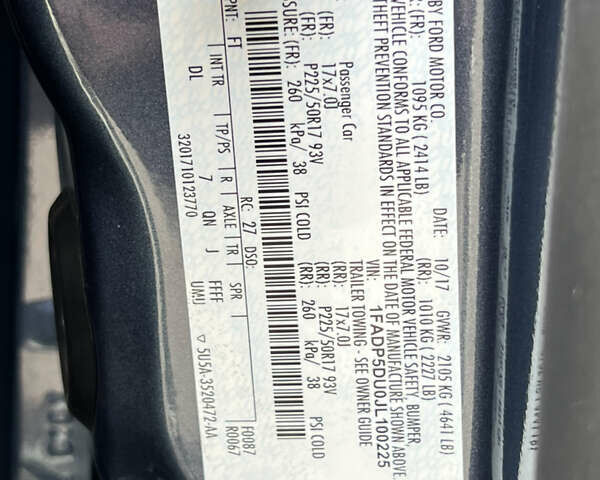 BY FORD MOTOR CO.
DATE: 10/17 GVWR: 2105 KG ( 4641 LB)
(FR): 1095 KG ( 2414 LB) (RR): 1010 KG ( 2227 LB)
VEHICLE CONFORMS TO ALL APPLICABLE FEDERAL MOTOR VEHICLE SAFETY, BUMPER
THEFT PREVENTION STANDARDS IN EFFECT ON THE DATE OF MANUFACTURE SHOWN ABOVE.
VIN: 1FADP5DU0JL100225
Passenger Car TRAILER TOWING - SEE OWNER GUIDE
(FR): 17x7.0J (RR): 17x7.0J
(FR): P225/50R17 93V (RR): P225/50R17 93V
SURE: (FR): 260 kPa/ 38 PSI COLD (RR): 260 kPa/ 38 PSI COLD
F0087
R0067
PNT: FT RC: 27 DSO:
INT TR TP/PS R AXLE TR SPR
DL 7 QN J FFFF UMJ
5U5A-3520472-AA
3201710123770